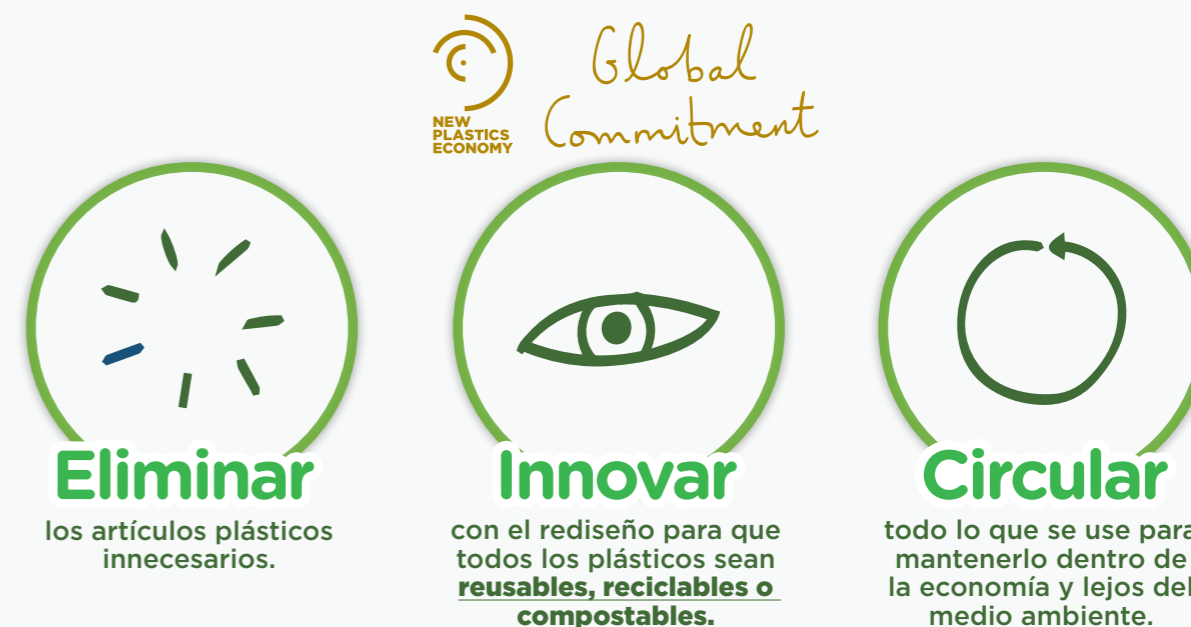 NEW
PLASTICS
ECONOMY
Global
Commitment
Eliminar
los artículos plásticos
innecesarios.
Innovar
con el rediseño para que
todos los plásticos sean
reusables, reciclables o
compostables.
Circular
todo lo que se use para
mantenerlo dentro de
la economía y lejos del
medio ambiente.